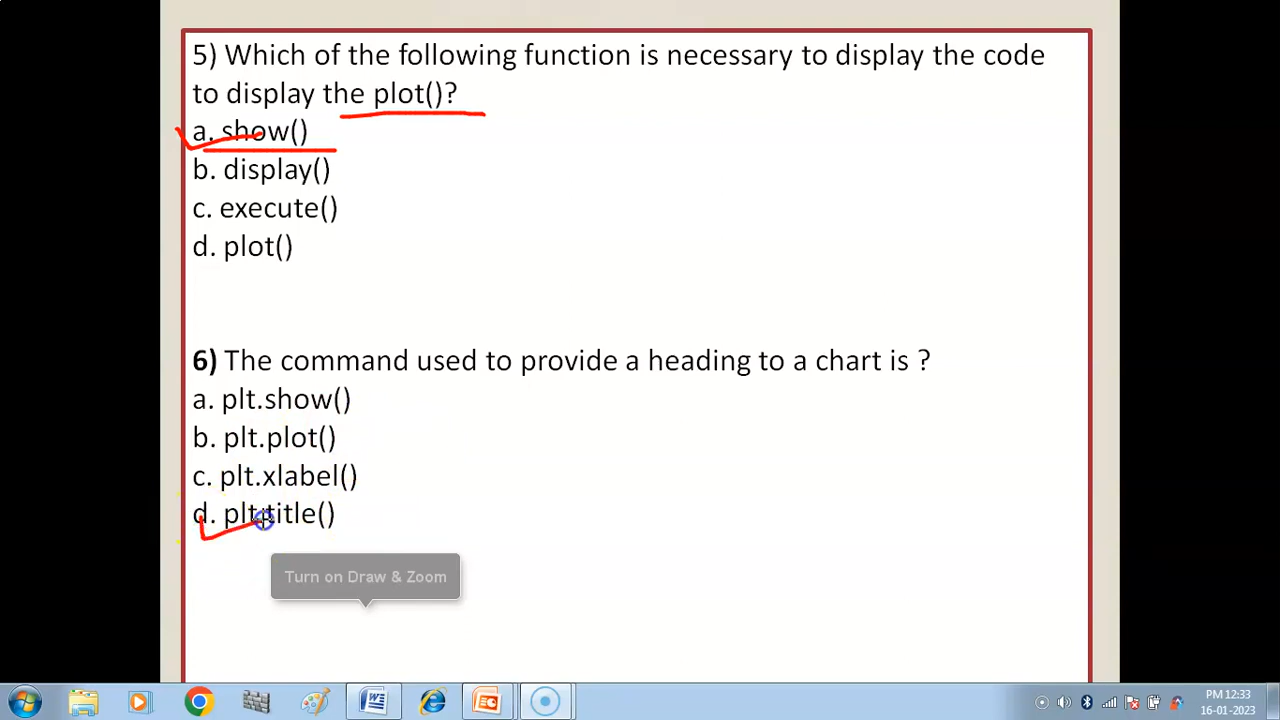 5) Which of the following function is necessary to display the code
to display the plot()?
a. show()
b. display()
c. execute()
d. plot()
6) The command used to provide a heading to a chart is ?
a. plt.show()
b. plt.plot()
c. plt.xlabel()
d. plt.title()
Turn on Draw & Zoom
PM 12:33
16-01-2023